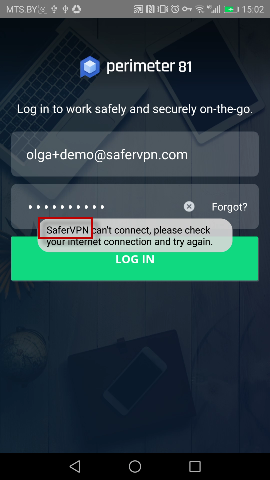 MTS BY
15:02
perimeter 81
Log in to work safely and securely on-the-go.
olga+demo@safervpn.com
Forgot?
SaferVPN can't connect, please check
your internet connection and try again.
LOG IN